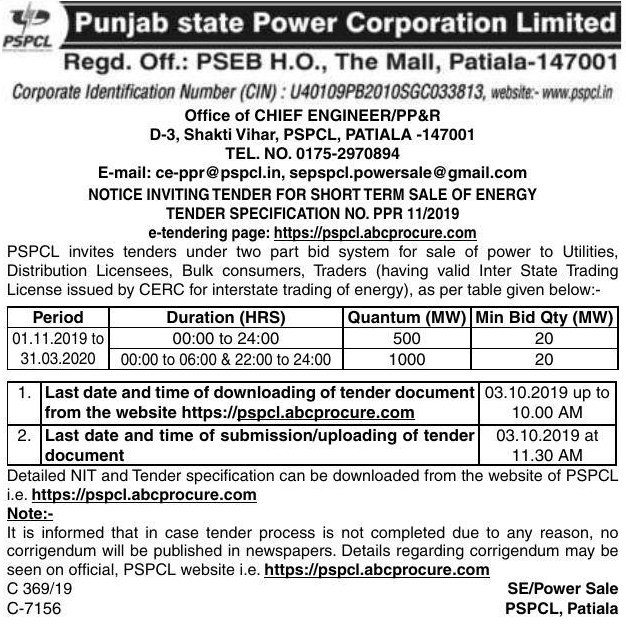 PSPCL
Punjab state Power Corporation Limited
Regd. Off.: PSEB H.O., The Mall, Patiala-147001
Corporate Identification Number (CIN) : U40109PB2010SGC033813, website:- www.pspcl.in
Office of CHIEF ENGINEER/PP&R
D-3, Shakti Vihar, PSPCL, PATIALA -147001
TEL. NO. 0175-2970894
E-mail: ce-ppr@pspcl.in, sepspcl.powersale@gmail.com
NOTICE INVITING TENDER FOR SHORT TERM SALE OF ENERGY
TENDER SPECIFICATION NO. PPR 11/2019
e-tendering page: https://pspcl.abcprocure.com
PSPCL invites tenders under two part bid system for sale of power to Utilities,
Distribution Licensees, Bulk consumers, Traders (having valid Inter State Trading
License issued by CERC for interstate trading of energy), as per table given below:-
Period Duration (HRS) Quantum (MW) Min Bid Qty (MW)
01.11.2019 to 00:00 to 24:00 500 20
31.03.2020 00:00 to 06:00 & 22:00 to 24:00 1000 20
1. Last date and time of downloading of tender document 03.10.2019 up to
from the website https://pspcl.abcprocure.com 10.00 AM
2. Last date and time of submission/uploading of tender 03.10.2019 at
document 11.30 AM
Detailed NIT and Tender specification can be downloaded from the website of PSPCL
i.e. https://pspcl.abcprocure.com
Note:-
It is informed that in case tender process is not completed due to any reason, no
corrigendum will be published in newspapers. Details regarding corrigendum may be
seen on official, PSPCL website i.e. https://pspcl.abcprocure.com
C 369/19 SE/Power Sale
C-7156 PSPCL, Patiala